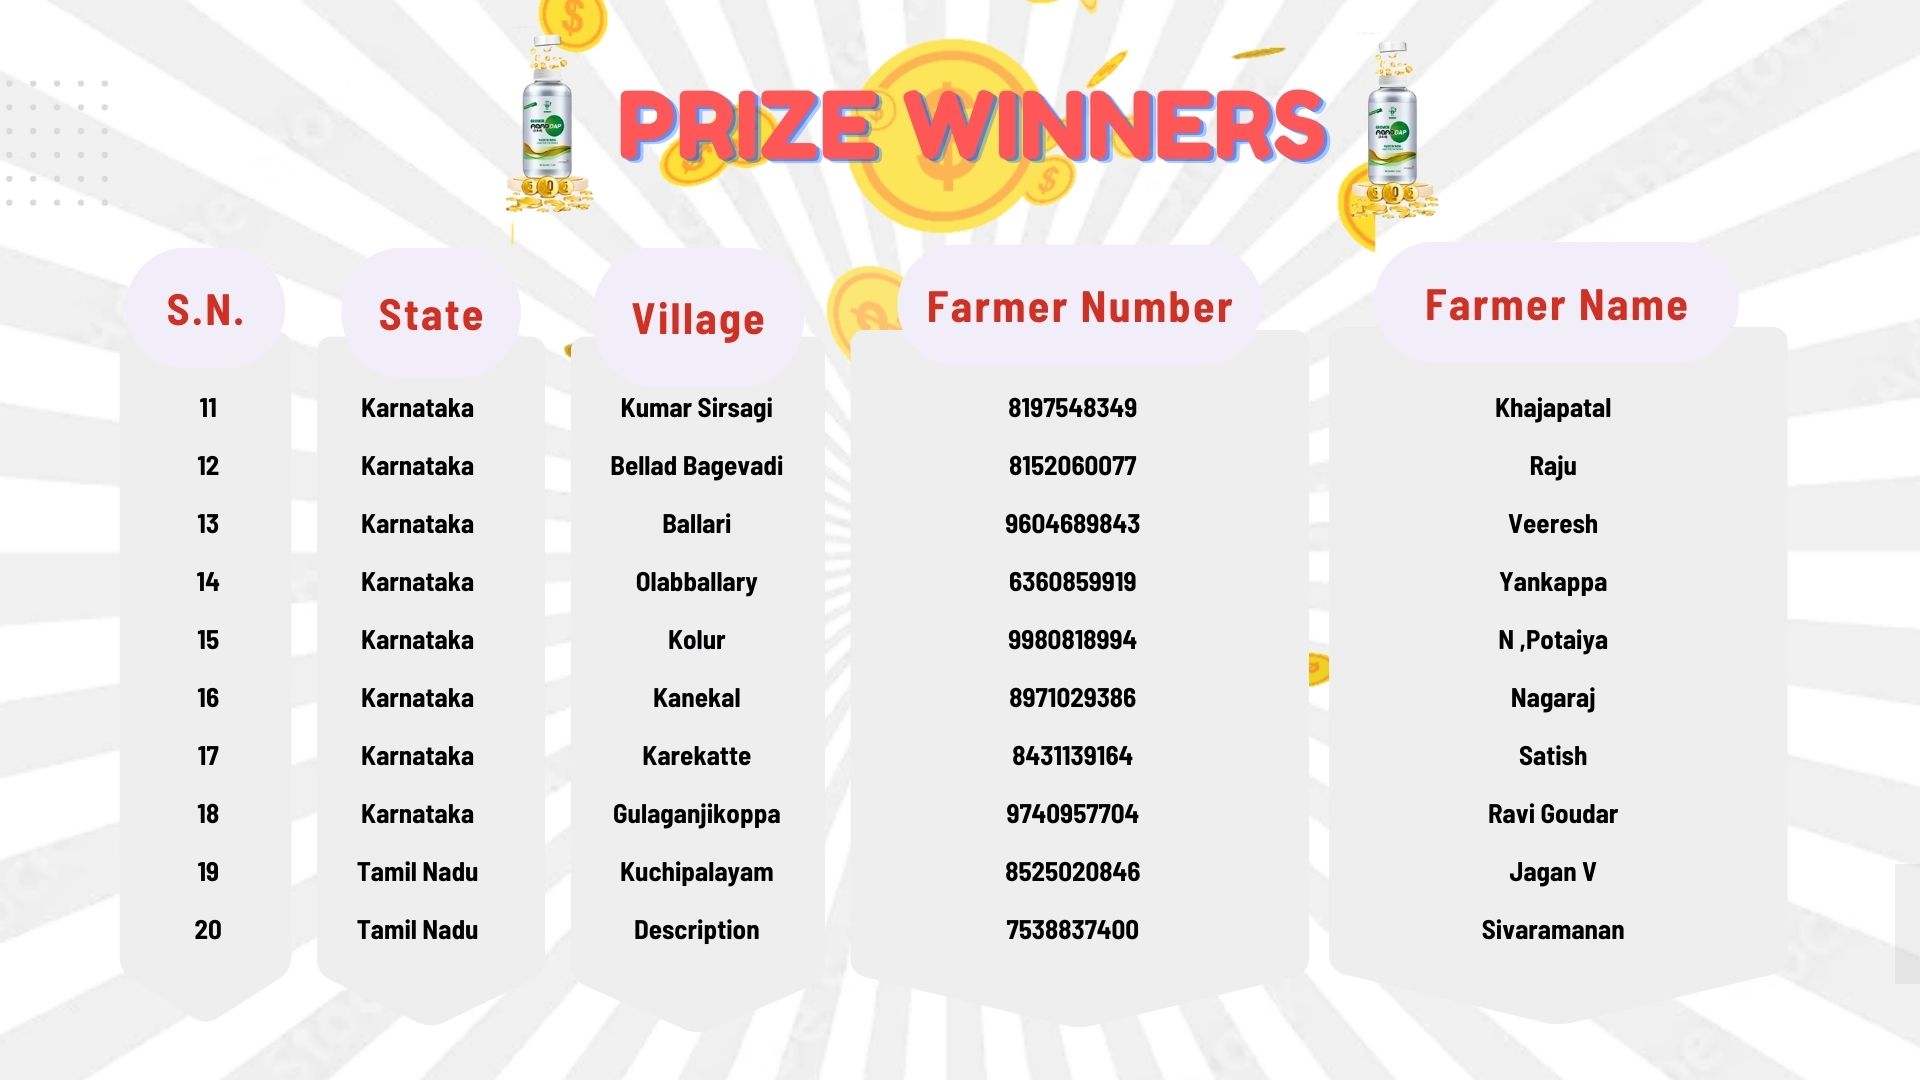 PRIZE WINNERS
S.N. State Village Farmer Number Farmer Name
11 Karnataka Kumar Sirsagi 8197548349 Khajapatal
12 Karnataka Bellad Bagevadi 8152060077 Raju
13 Karnataka Ballari 9604689843 Veeresh
14 Karnataka Olabballary 6360859919 Yankappa
15 Karnataka Kolur 9980818994 N ,Potaiya
16 Karnataka Kanekal 8971029386 Nagaraj
17 Karnataka Karekatte 8431139164 Satish
18 Karnataka Gulaganjikoppa 9740957704 Ravi Goudar
19 Tamil Nadu Kuchipalayam 8525020846 Jagan V
20 Tamil Nadu Description 7538837400 Sivaramanan